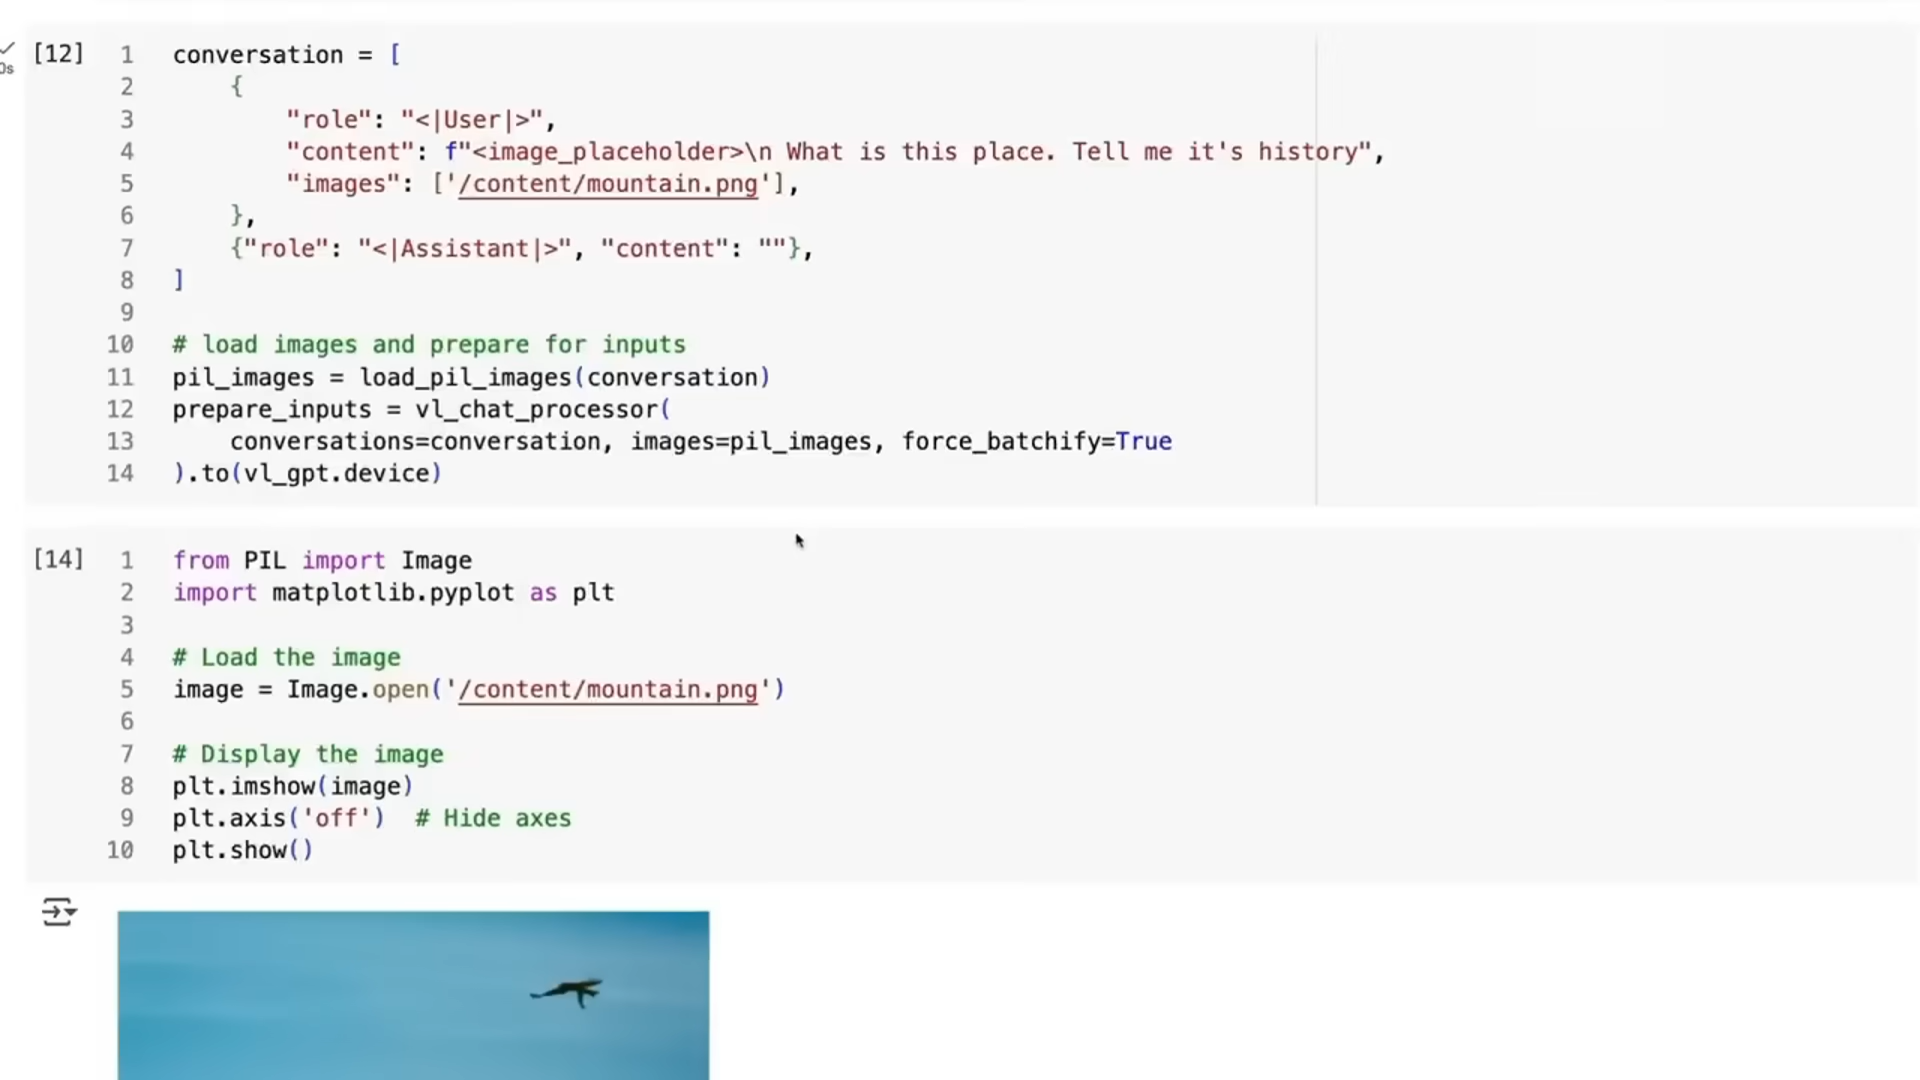 [12] 1 conversation = [
0s
2     {
3         "role": "<|User|>",
4         "content": f"<image_placeholder>\n What is this place. Tell me it's history",
5         "images": ['/content/mountain.png'],
6     },
7     {"role": "<|Assistant|>", "content": ""},
8 ]
9
10 # load images and prepare for inputs
11 pil_images = load_pil_images(conversation)
12 prepare_inputs = vl_chat_processor(
13     conversations=conversation, images=pil_images, force_batchify=True
14 ).to(vl_gpt.device)
[14] 1 from PIL import Image
2 import matplotlib.pyplot as plt
3
4 # Load the image
5 image = Image.open('/content/mountain.png')
6
7 # Display the image
8 plt.imshow(image)
9 plt.axis('off')  # Hide axes
10 plt.show()